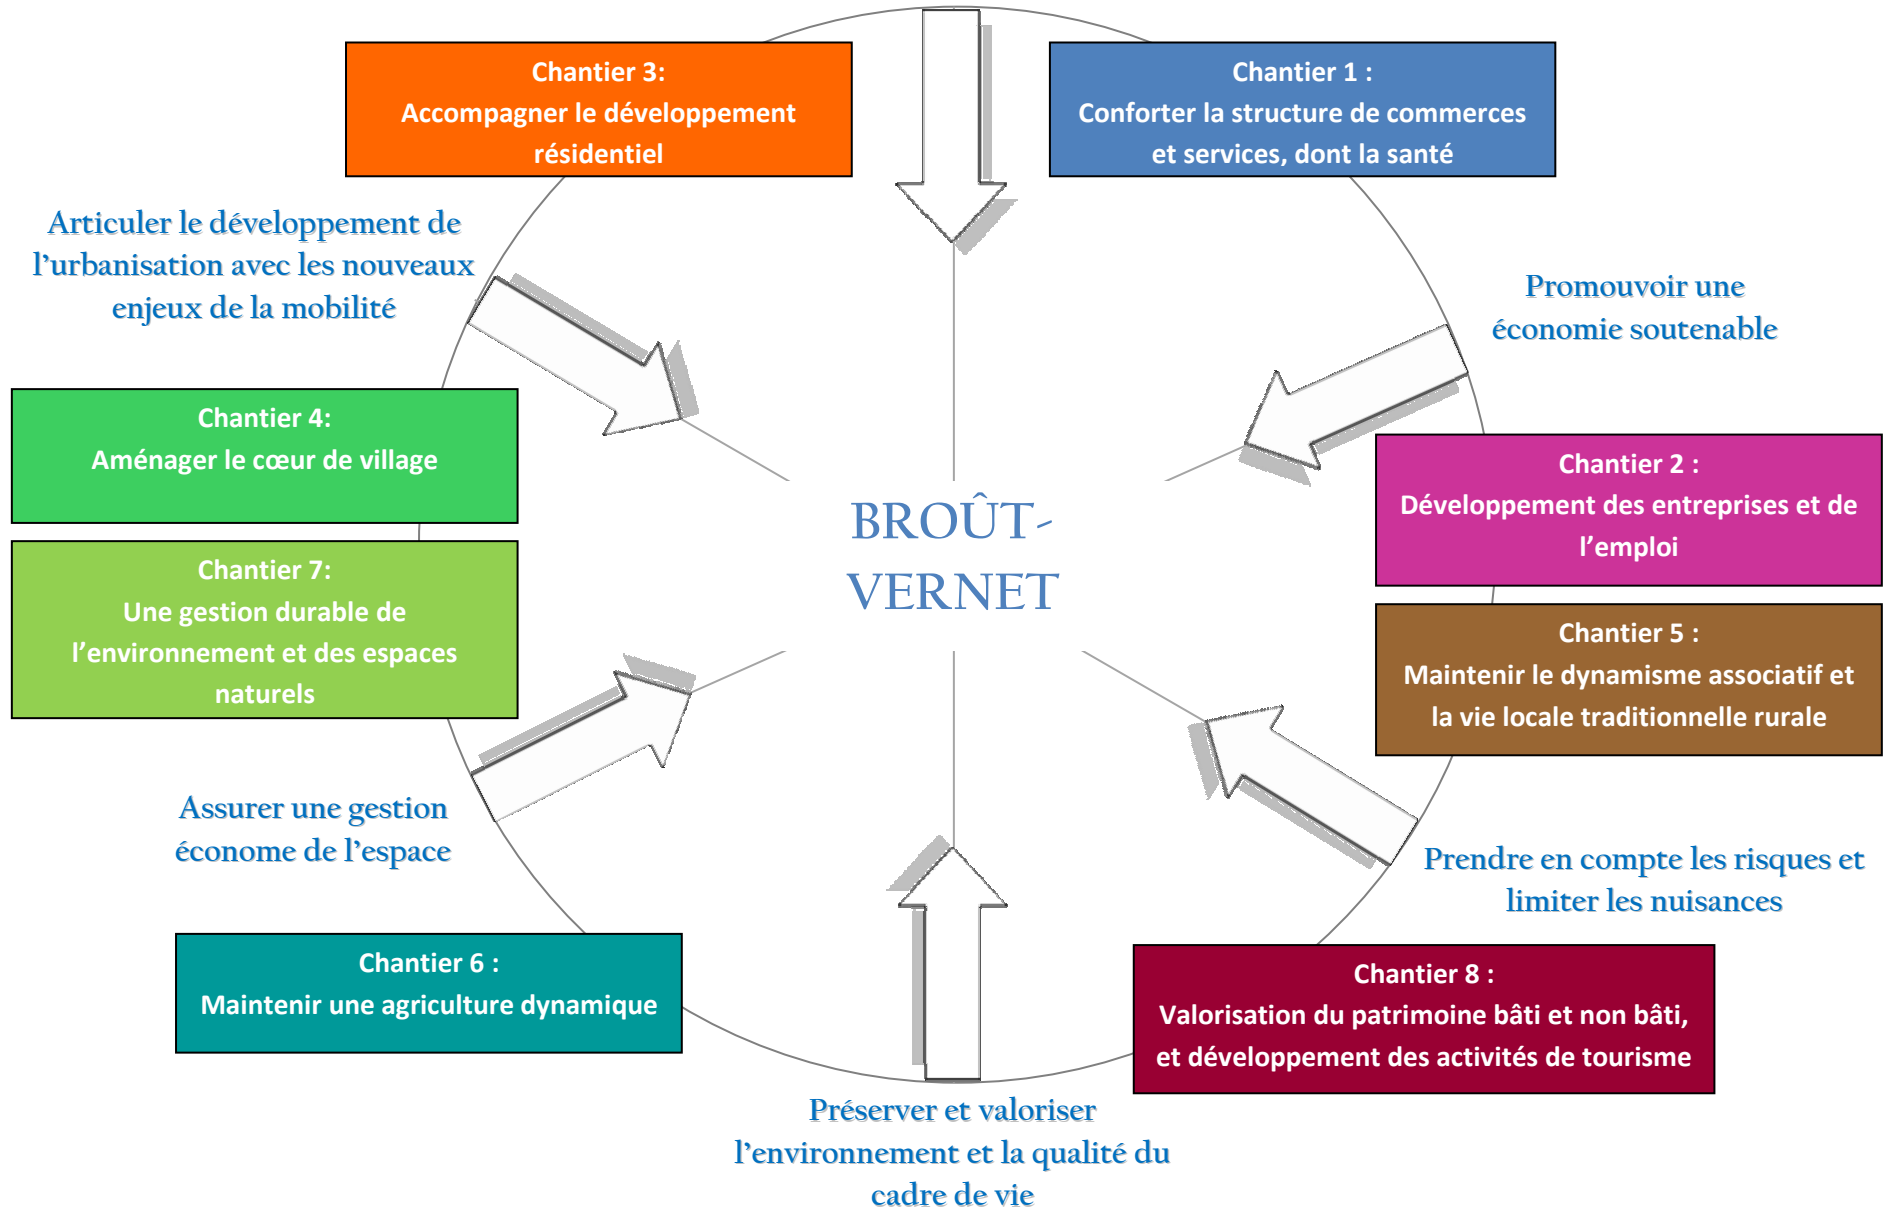 Chantier 3:
Accompagner le développement
résidentiel
Chantier 1 :
Conforter la structure de commerces
et services, dont la santé
Articuler le développement de
l’urbanisation avec les nouveaux
enjeux de la mobilité
Promouvoir une
économie soutenable
Chantier 4:
Aménager le cœur de village
Chantier 2 :
Développement des entreprises et de
l’emploi
BROÛT-
VERNET
Chantier 7:
Une gestion durable de
l’environnement et des espaces
naturels
Chantier 5 :
Maintenir le dynamisme associatif et
la vie locale traditionnelle rurale
Assurer une gestion
économe de l’espace
Prendre en compte les risques et
limiter les nuisances
Chantier 6 :
Maintenir une agriculture dynamique
Chantier 8 :
Valorisation du patrimoine bâti et non bâti,
et développement des activités de tourisme
Préserver et valoriser
l’environnement et la qualité du
cadre de vie